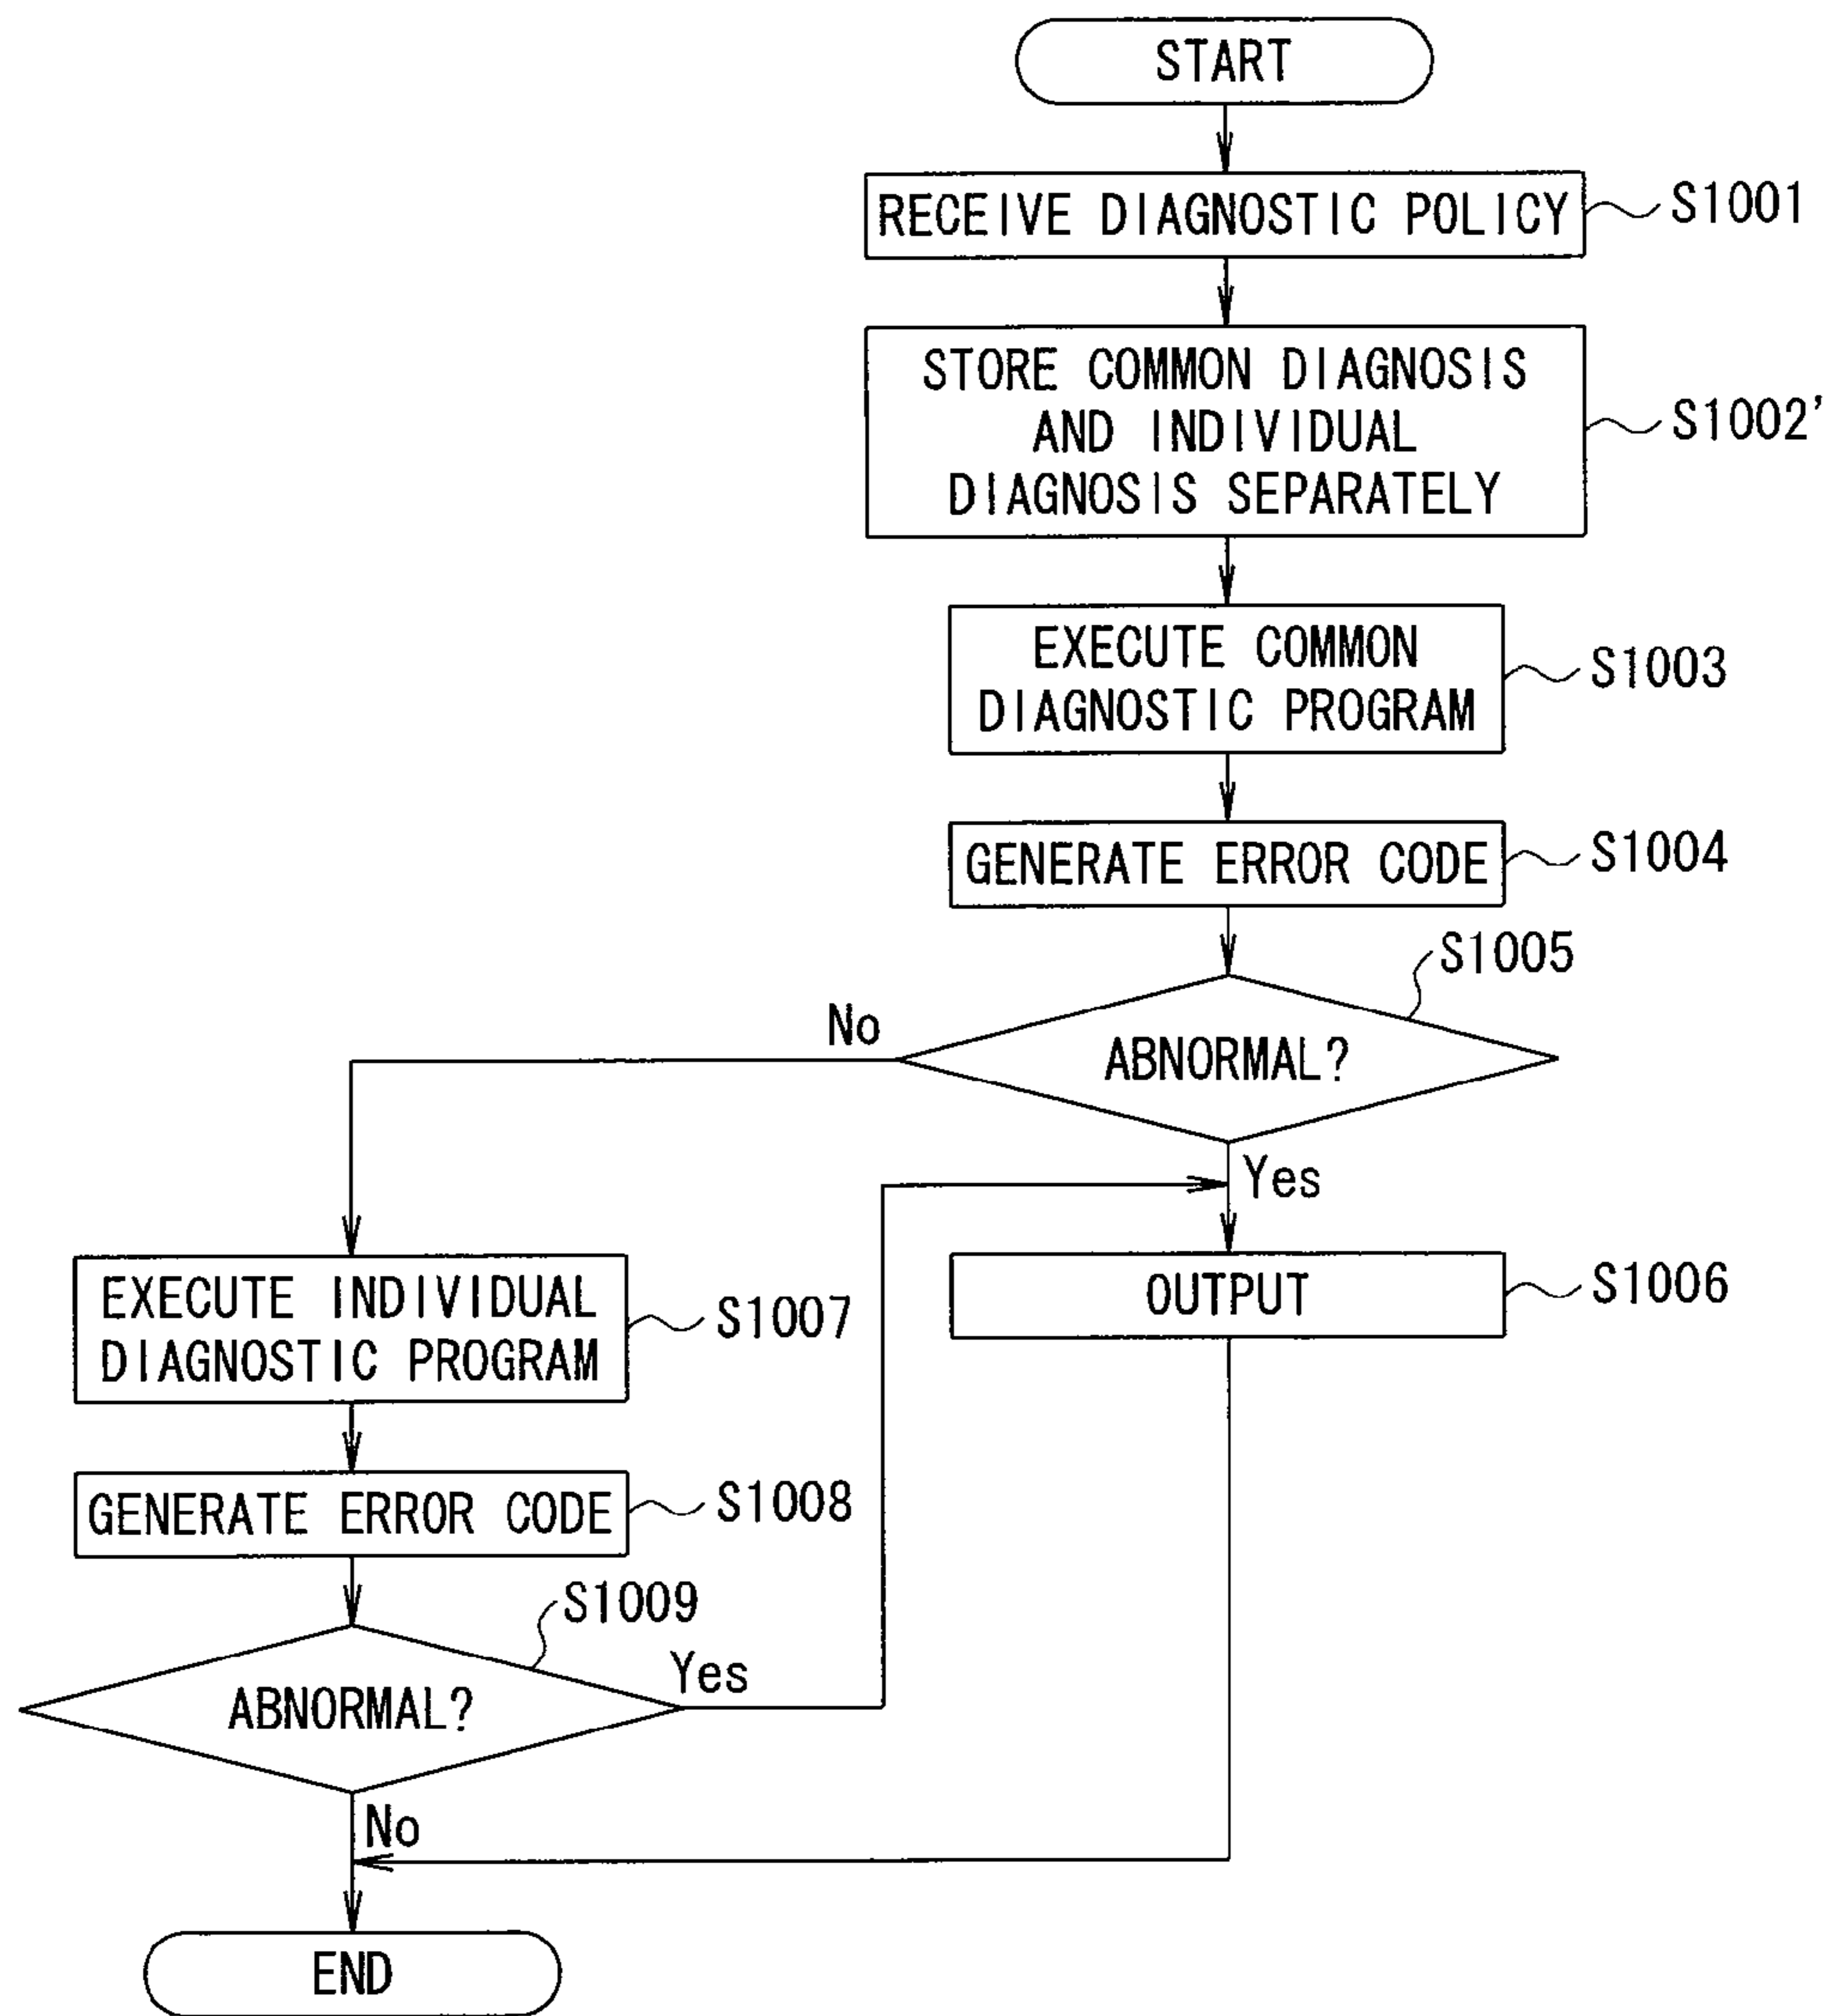 START
RECEIVE DIAGNOSTIC POLICY
S1001
STORE COMMON DIAGNOSIS
AND INDIVIDUAL
DIAGNOSIS SEPARATELY
S1002'
EXECUTE COMMON
DIAGNOSTIC PROGRAM
S1003
GENERATE ERROR CODE
S1004
S1005
ABNORMAL?
No
Yes
OUTPUT
S1006
EXECUTE INDIVIDUAL
DIAGNOSTIC PROGRAM
S1007
GENERATE ERROR CODE
S1008
S1009
ABNORMAL?
Yes
No
END